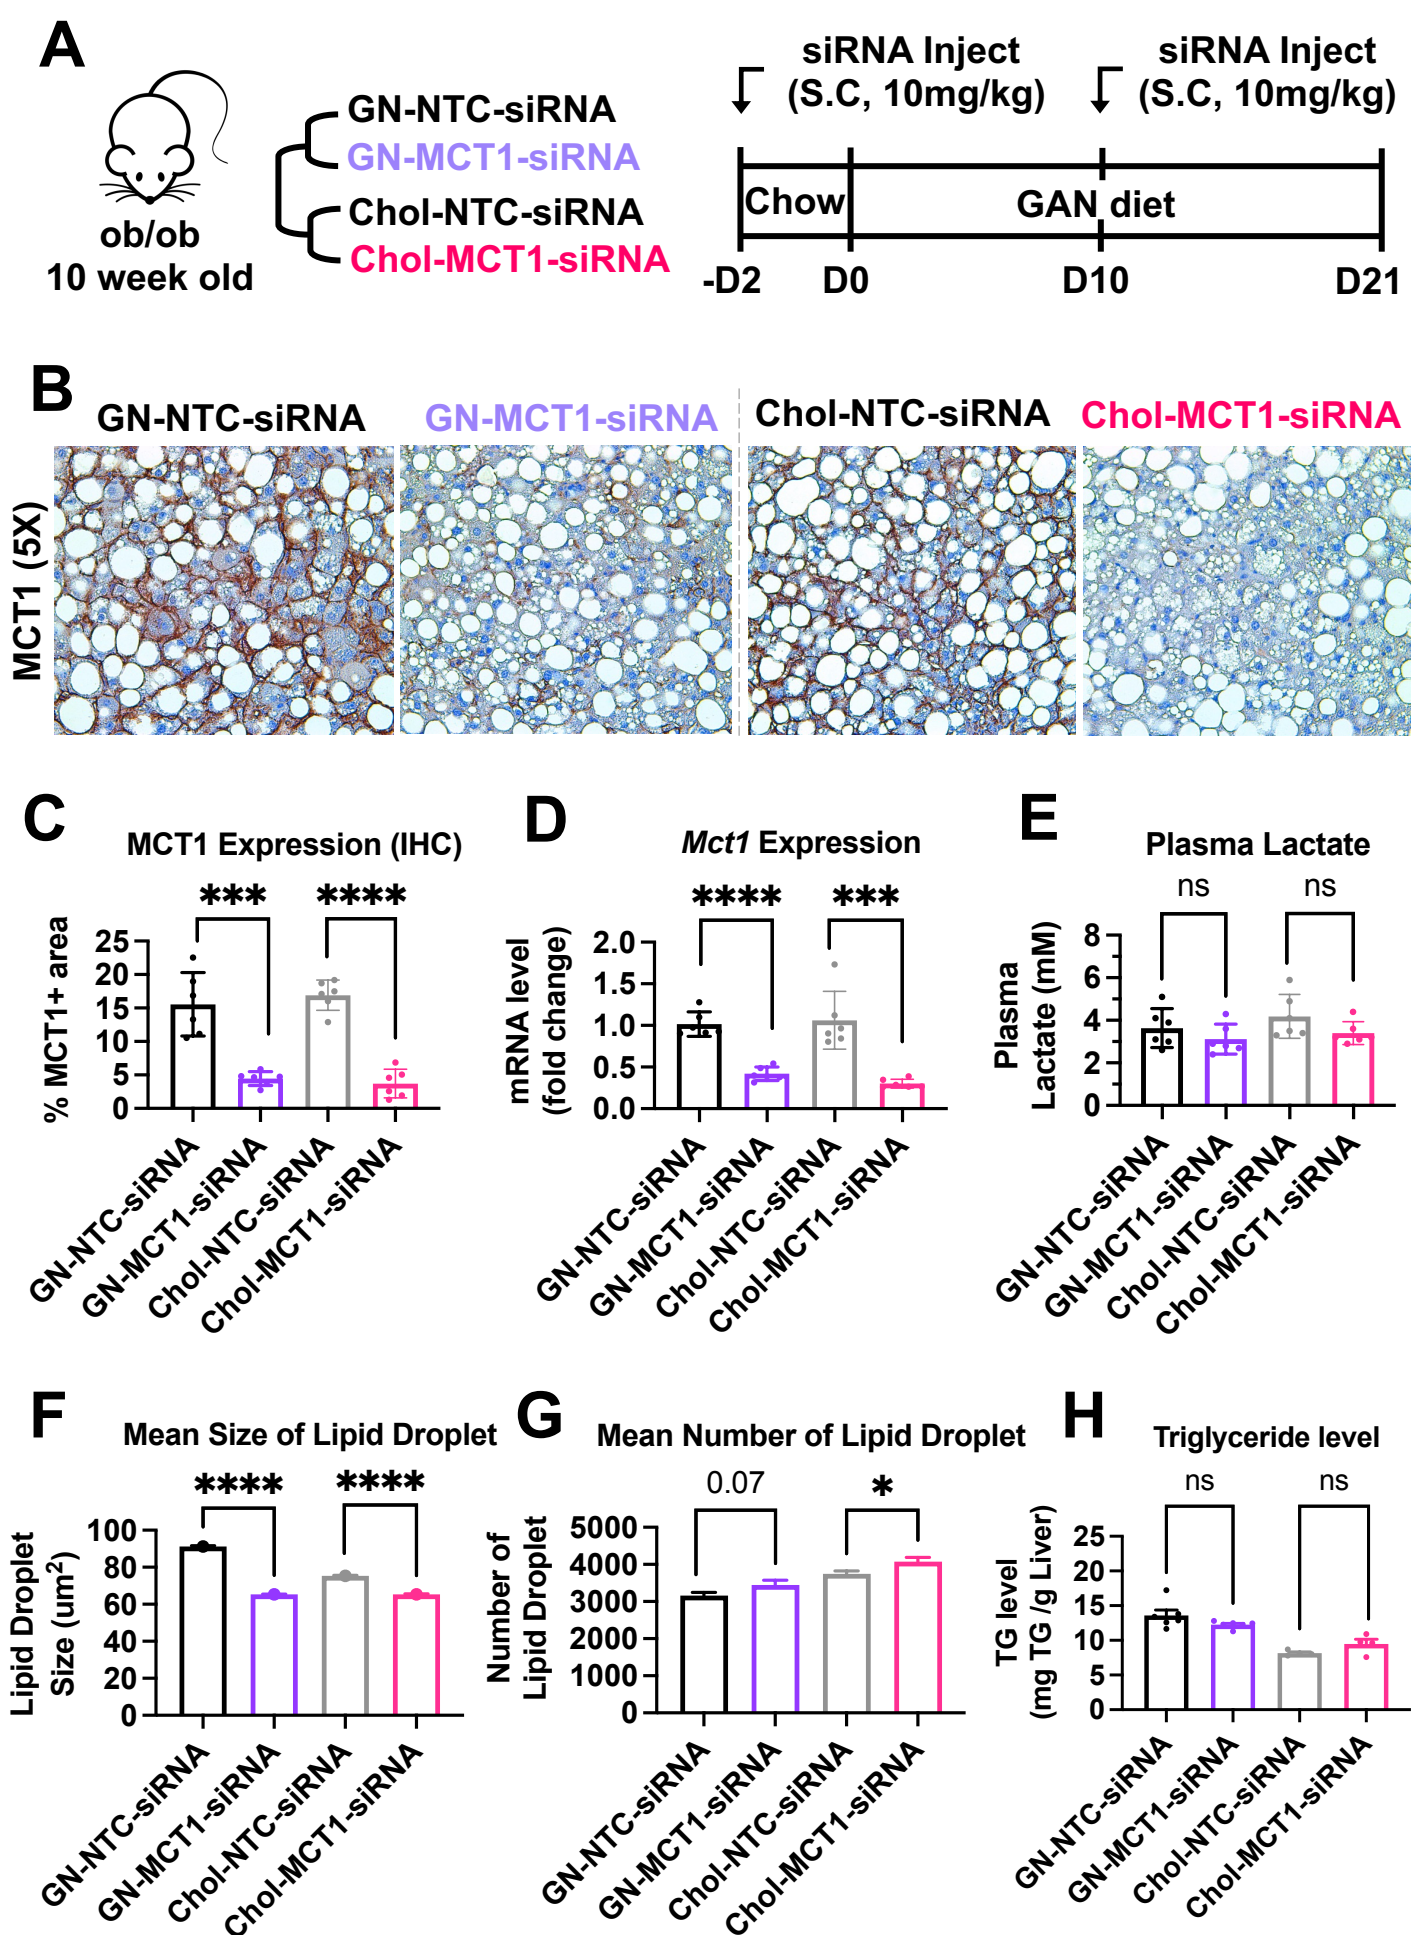 A
ob/ob
10 week old
GN-NTC-siRNA
GN-MCT1-siRNA
Chol-NTC-siRNA
Chol-MCT1-siRNA
siRNA Inject
(S.C, 10mg/kg)
siRNA Inject
(S.C, 10mg/kg)
Chow
GAN diet
-D2
D0
D10
D21
B
GN-NTC-siRNA
GN-MCT1-siRNA
Chol-NTC-siRNA
Chol-MCT1-siRNA
MCT1 (5X)
C
MCT1 Expression (IHC)
***
****
% MCT1+ area
25
20
15
10
5
0
GN-NTC-siRNA
GN-MCT1-siRNA
Chol-NTC-siRNA
Chol-MCT1-siRNA
D
Mct1 Expression
****
***
mRNA level
(fold change)
2.0
1.5
1.0
0.5
0.0
GN-NTC-siRNA
GN-MCT1-siRNA
Chol-NTC-siRNA
Chol-MCT1-siRNA
E
Plasma Lactate
ns
ns
Plasma
Lactate (mM)
8
6
4
2
0
GN-NTC-siRNA
GN-MCT1-siRNA
Chol-NTC-siRNA
Chol-MCT1-siRNA
F
Mean Size of Lipid Droplet
****
****
Lipid Droplet
Size (um²)
100
80
60
40
20
0
GN-NTC-siRNA
GN-MCT1-siRNA
Chol-NTC-siRNA
Chol-MCT1-siRNA
G
Mean Number of Lipid Droplet
0.07
*
Number of
Lipid Droplet
5000
4000
3000
2000
1000
0
GN-NTC-siRNA
GN-MCT1-siRNA
Chol-NTC-siRNA
Chol-MCT1-siRNA
H
Triglyceride level
ns
ns
TG level
(mg TG /g Liver)
25
20
15
10
5
0
GN-NTC-siRNA
GN-MCT1-siRNA
Chol-NTC-siRNA
Chol-MCT1-siRNA